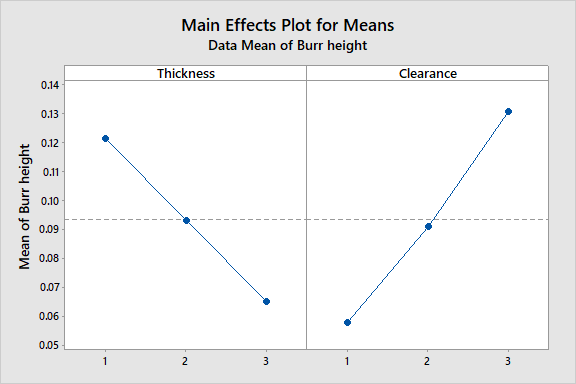 Main Effects Plot for Means
Data Mean of Burr height
Thickness Clearance
0.14
0.13
0.12
0.11
0.10
0.09
0.08
0.07
0.06
0.05
Mean of Burr height
1 2 3 1 2 3